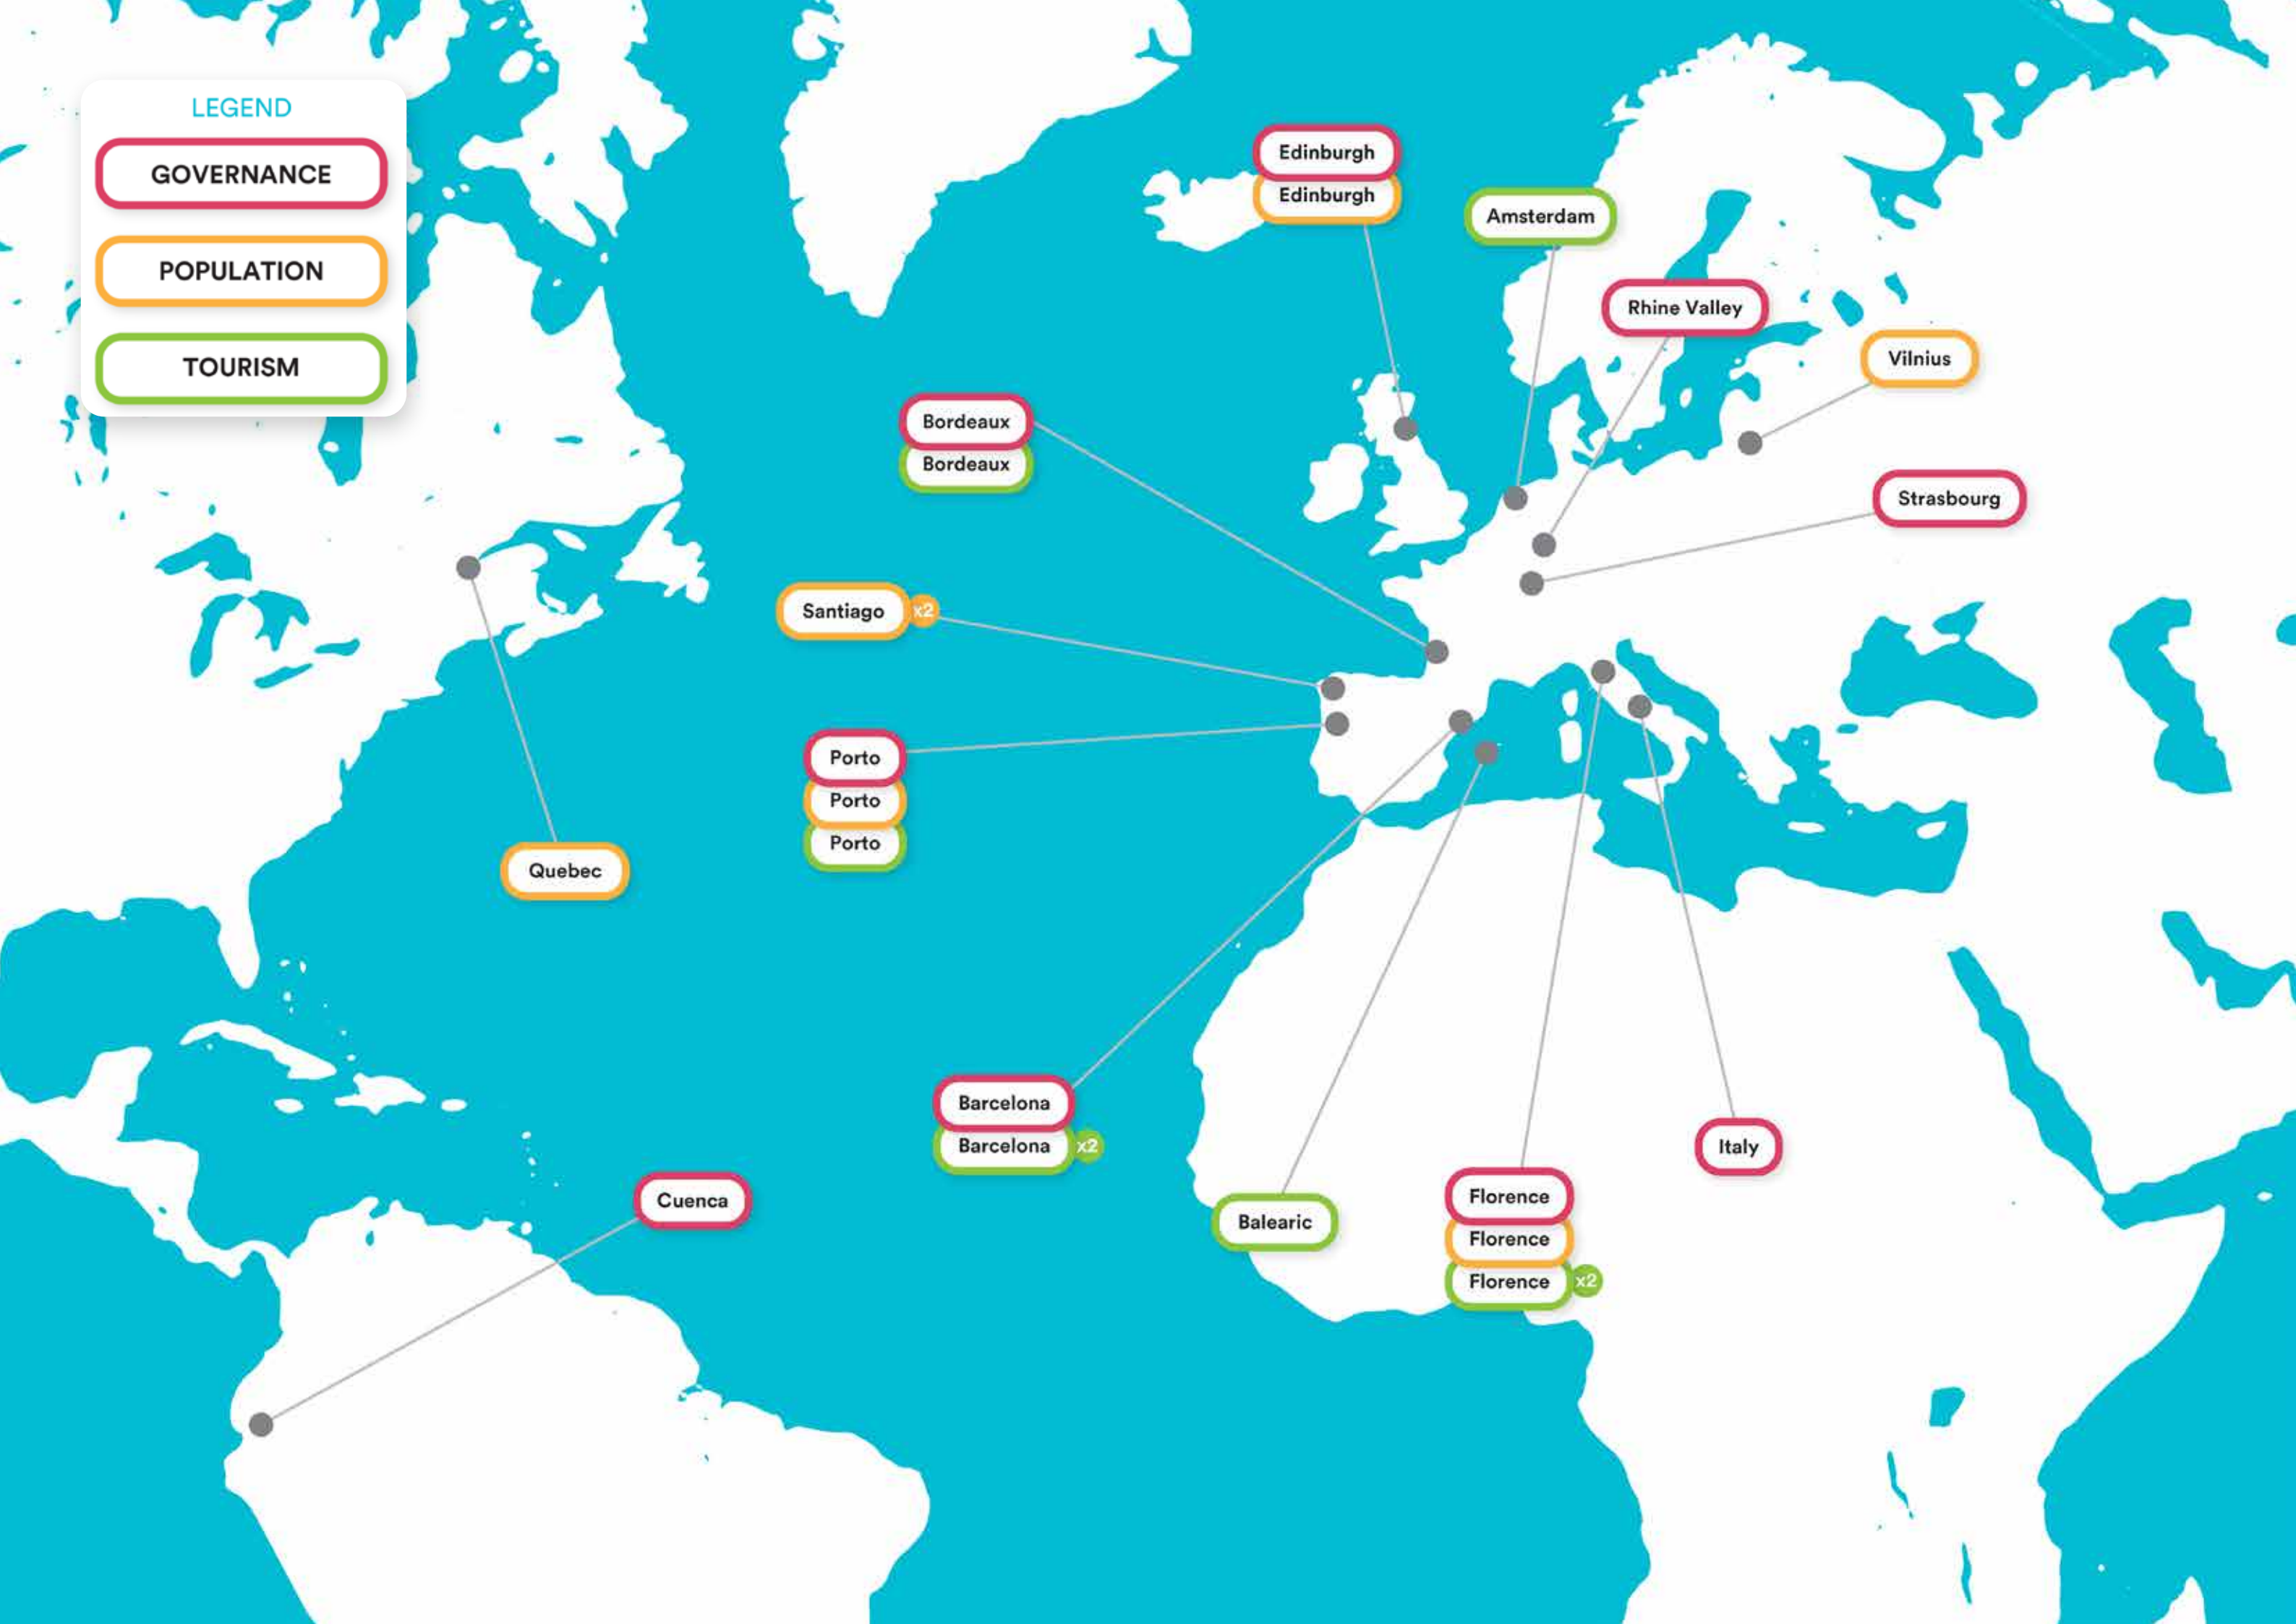 LEGEND
GOVERNANCE
POPULATION
TOURISM
Edinburgh
Edinburgh
Amsterdam
Rhine Valley
Vilnius
Bordeaux
Bordeaux
Strasbourg
Santiago x2
Porto
Porto
Porto
Quebec
Barcelona
Barcelona x2
Italy
Cuenca
Balearic
Florence
Florence
Florence x2